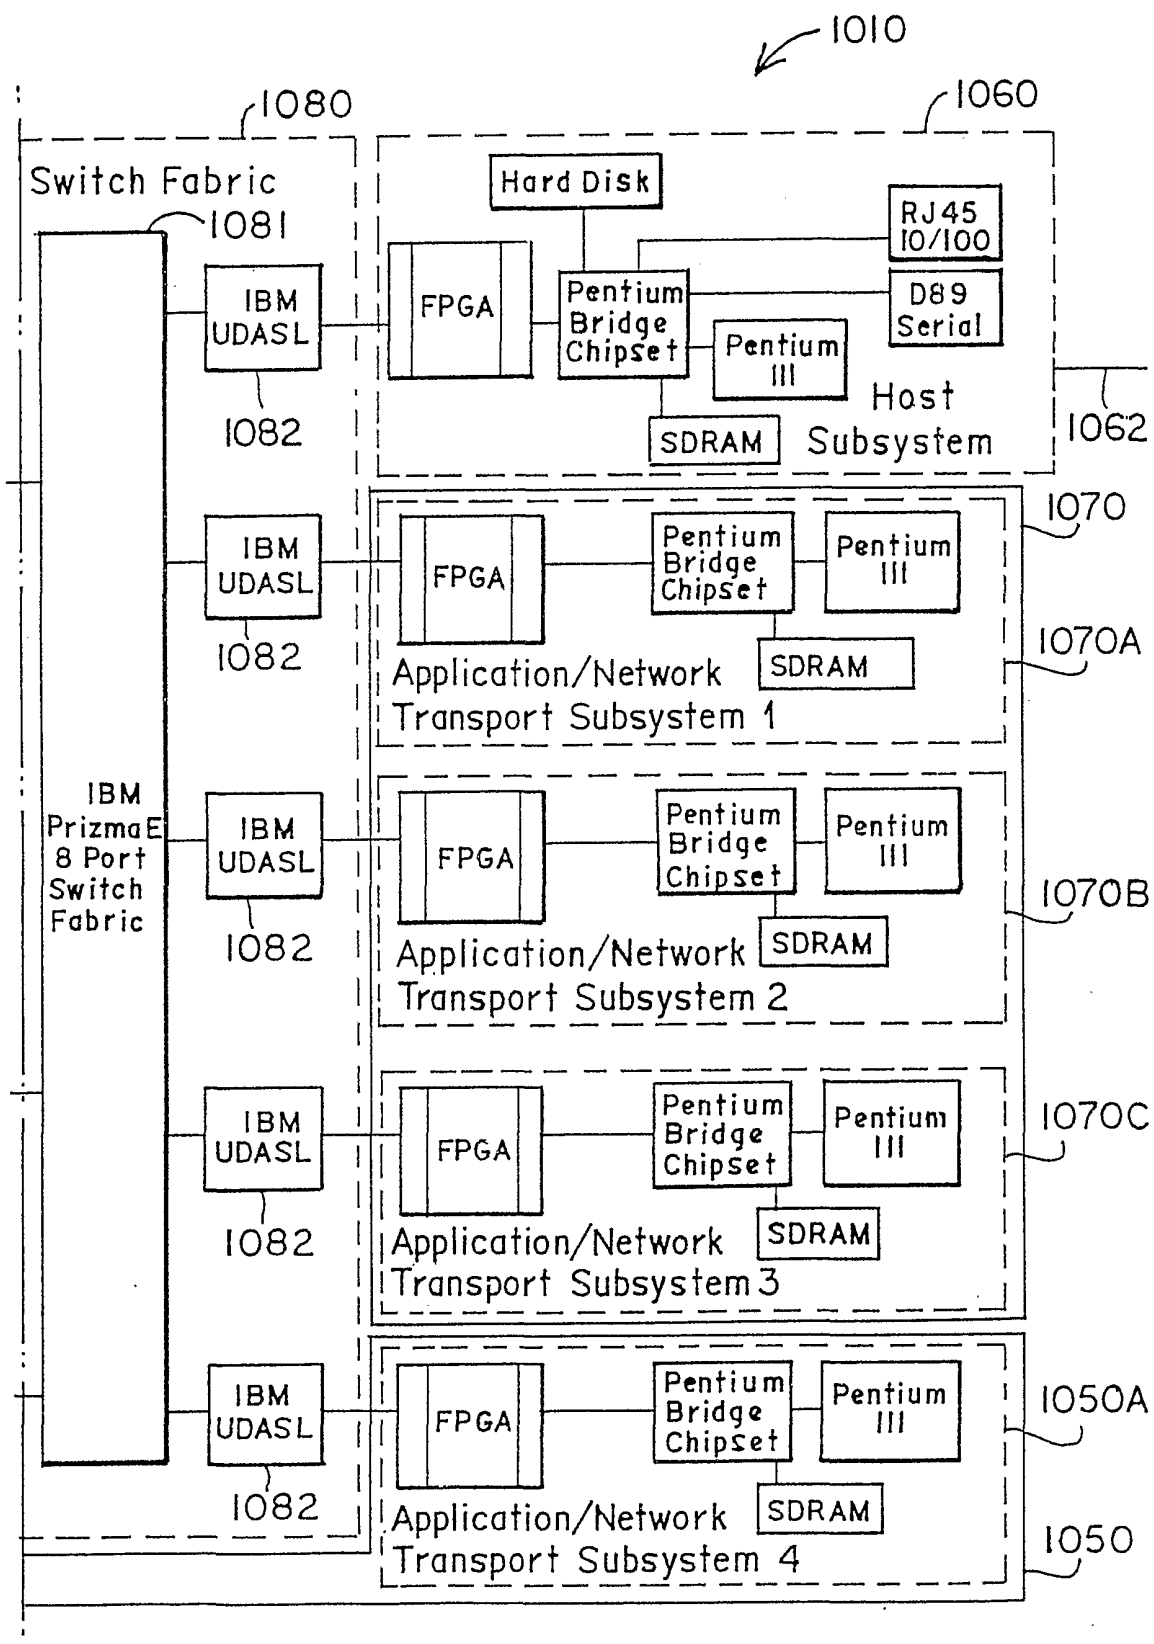 1010
1080
1060
Switch Fabric
1081
Hard Disk
RJ45
10/100
IBM
UDASL
FPGA
Pentium
Bridge
Chipset
D89
Serial
Pentium
III
1082
SDRAM
Host
Subsystem
1062
IBM
UDASL
1082
FPGA
Pentium
Bridge
Chipset
Pentium
III
1070
SDRAM
1070A
Application/Network
Transport Subsystem 1
IBM
PrizmaE
8 Port
Switch
Fabric
IBM
UDASL
1082
FPGA
Pentium
Bridge
Chipset
Pentium
III
1070B
SDRAM
Application/Network
Transport Subsystem 2
IBM
UDASL
1082
FPGA
Pentium
Bridge
Chipset
Pentium
III
1070C
SDRAM
Application/Network
Transport Subsystem 3
IBM
UDASL
1082
FPGA
Pentium
Bridge
Chipset
Pentium
III
1050A
SDRAM
Application/Network
Transport Subsystem 4
1050